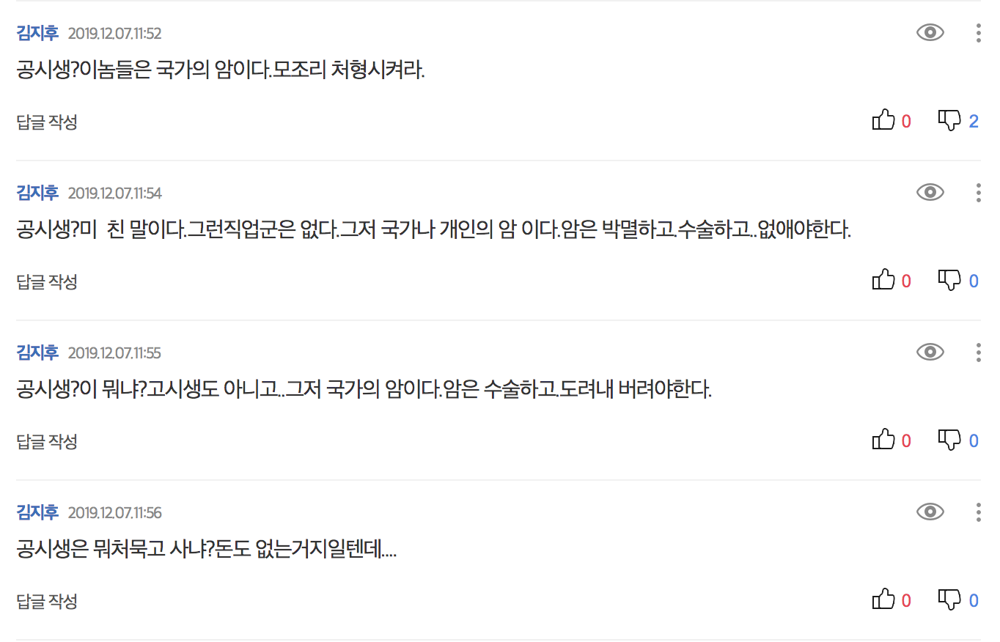 김지후 2019.12.07.11:52
공시생?이놈들은 국가의 암이다.모조리 처형시켜라.
답글 작성 0 2
김지후 2019.12.07.11:54
공시생?미  친 말이다.그런직업군은 없다.그저 국가나 개인의 암 이다.암은 박멸하고.수술하고..없애야한다.
답글 작성 0 0
김지후 2019.12.07.11:55
공시생?이 뭐냐?고시생도 아니고..그저 국가의 암이다.암은 수술하고.도려내 버려야한다.
답글 작성 0 0
김지후 2019.12.07.11:56
공시생은 뭐처묵고 사냐?돈도 없는거지일텐데....
답글 작성 0 0